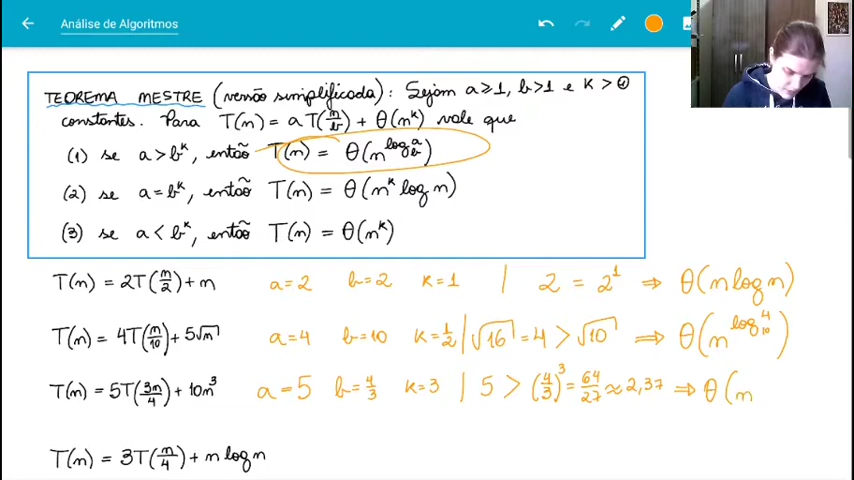 Análise de Algoritmos
TEOREMA MESTRE (versão simplificada): Sejam a ≥ 1, b > 1 e k > 0
constantes. Para T(n) = a T(n/b) + Θ(n^k) vale que
(1) se a > b^k, então T(n) = Θ(n^(log_b a))
(2) se a = b^k, então T(n) = Θ(n^k log n)
(3) se a < b^k, então T(n) = Θ(n^k)
T(n) = 2T(n/2) + n a = 2 b = 2 k = 1 | 2 = 2^1 ⇒ Θ(n log n)
T(n) = 4T(n/10) + 5√n a = 4 b = 10 k = 1/2 | √16 = 4 > √10 ⇒ Θ(n^(log_10 4))
T(n) = 5T(3n/4) + 10n^3 a = 5 b = 4/3 k = 3 | 5 > (4/3)^3 = 64/27 ≈ 2,37 ⇒ Θ(n
T(n) = 3T(n/4) + n log n